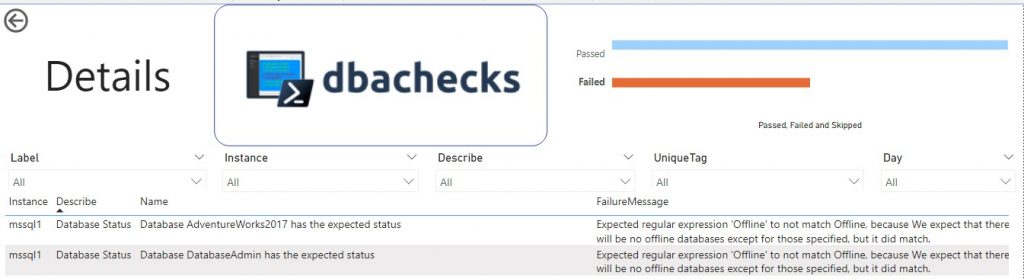 Details
dbachecks
Passed
Failed
Passed, Failed and Skipped
Label Instance Describe UniqueTag Day
All All All All All
Instance Describe Name FailureMessage
mssql1 Database Status Database AdventureWorks2017 has the expected status Expected regular expression 'Offline' to not match Offline, because We expect that there
will be no offline databases except for those specified, but it did match.
mssql1 Database Status Database DatabaseAdmin has the expected status Expected regular expression 'Offline' to not match Offline, because We expect that there
will be no offline databases except for those specified, but it did match.